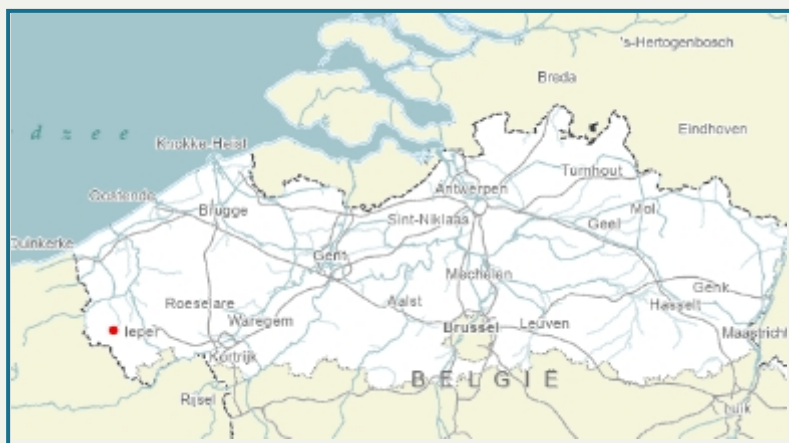 's-Hertogenbosch
Breda
Eindhoven
dzee
Knokke-Heist
Turnhout
Antwerpen
Oostende
Brugge
Sint-Niklaas
Geel
Mol
Duinkerke
Gent
Mechelen
Genk
Roeselare
Aalst
Hasselt
Waregem
Ieper
Brussel
Leuven
Maastricht
Kortrijk
BELGIË
Rijsel
Luik